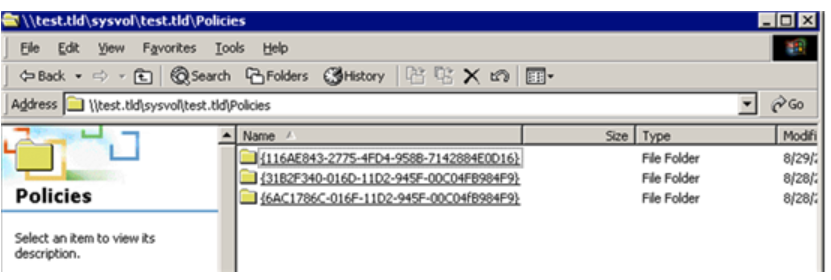 \\test.tld\sysvol\test.tld\Policies
File Edit View Favorites Tools Help
Back Search Folders History
Address \\test.tld\sysvol\test.tld\Policies Go
Name Size Type Modifi
{116AE843-2775-4FD4-958B-7142884E0D16} File Folder 8/29/2
{31B2F340-016D-11D2-945F-00C04FB984F9} File Folder 8/28/2
{6AC1786C-016F-11D2-945F-00C04fB984F9} File Folder 8/28/2
Policies
Select an item to view its
description.